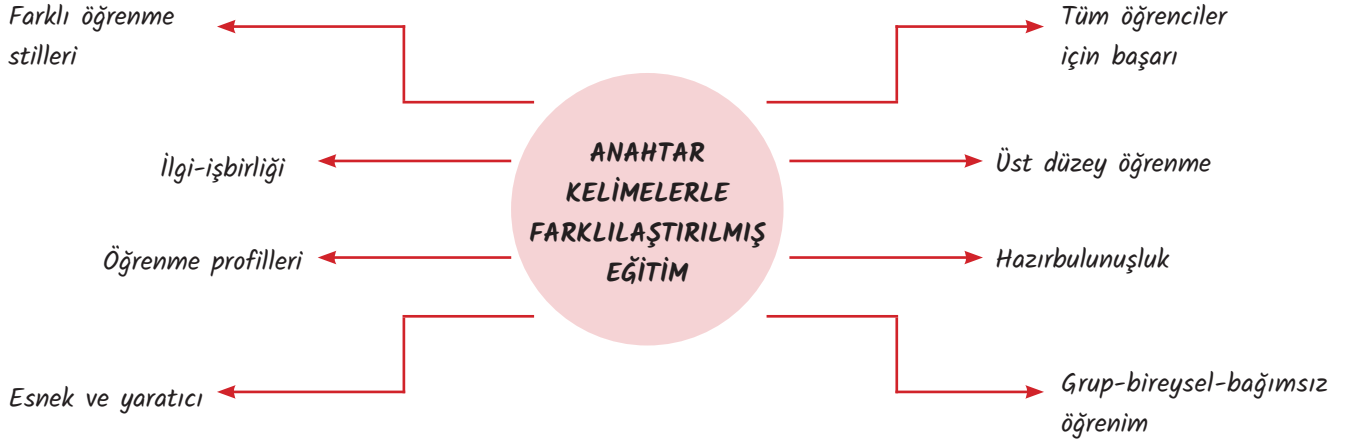 Farklı öğrenme
stilleri
İlgi-işbirliği
Öğrenme profilleri
Esnek ve yaratıcı
ANAHTAR
KELİMELERLE
FARKLILAŞTIRILMIŞ
EĞİTİM
Tüm öğrenciler
için başarı
Üst düzey öğrenme
Hazırbulunuşluk
Grup-bireysel-bağımsız
öğrenim